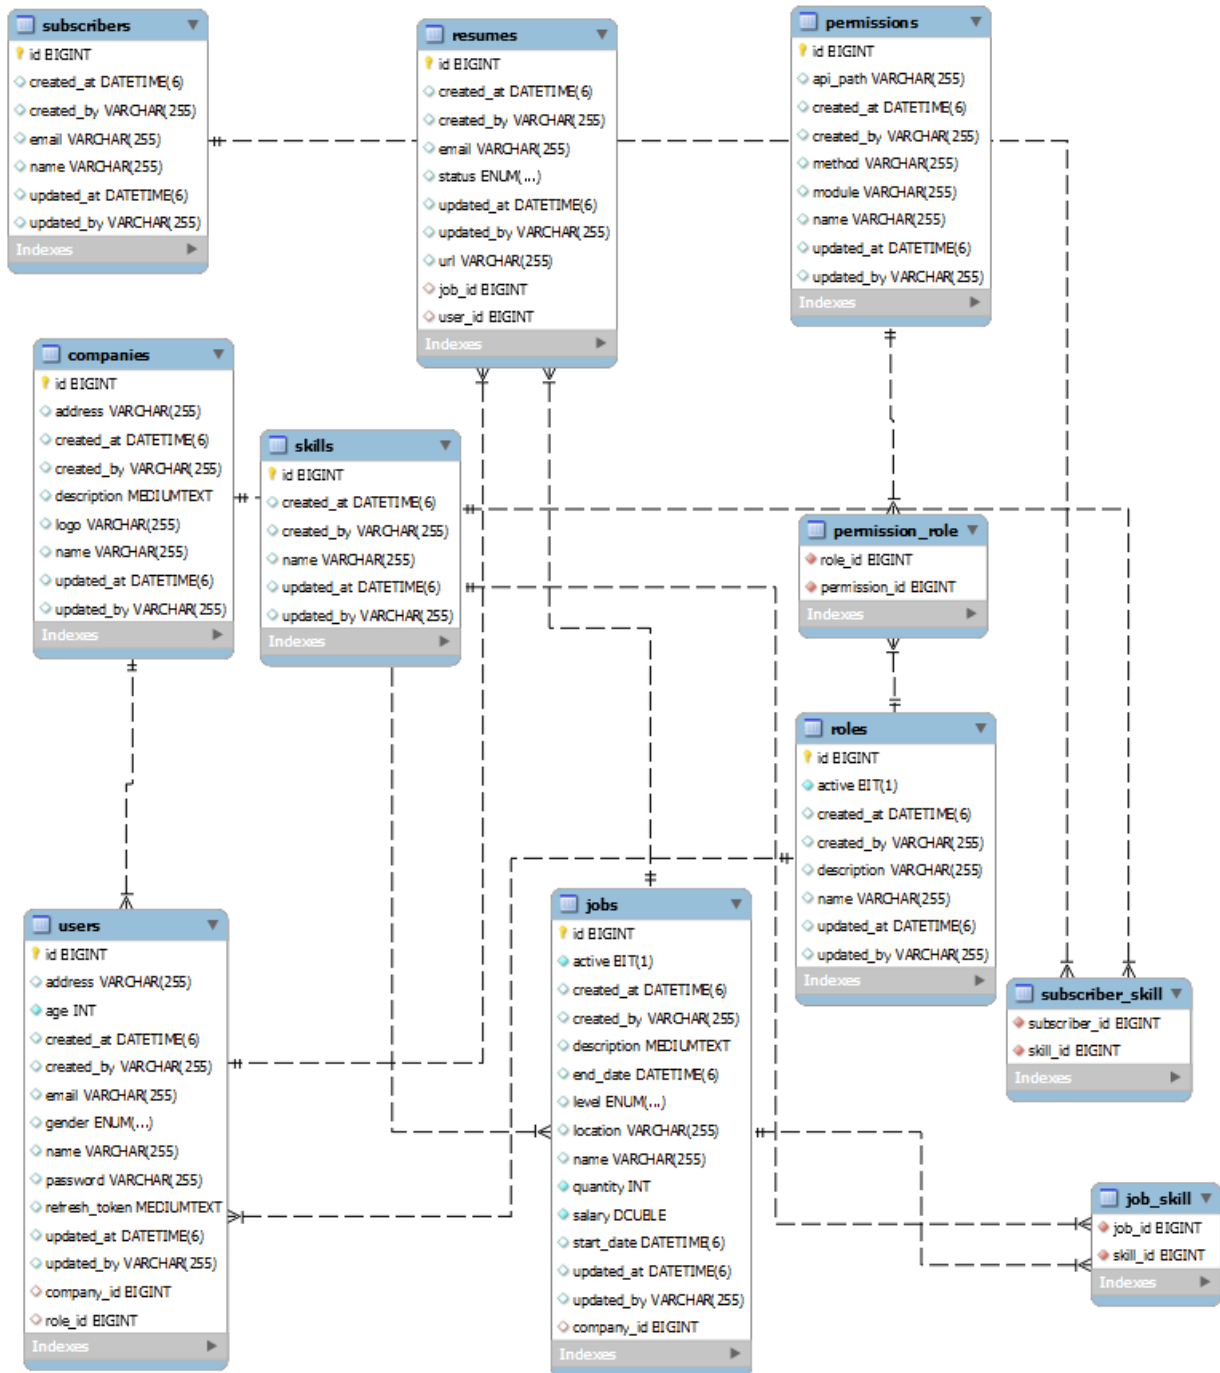 subscribers
id BIGINT
created_at DATETIME(6)
created_by VARCHAR(255)
email VARCHAR(255)
name VARCHAR(255)
updated_at DATETIME(6)
updated_by VARCHAR(255)
Indexes
resumes
id BIGINT
created_at DATETIME(6)
created_by VARCHAR(255)
email VARCHAR(255)
status ENUM(...)
updated_at DATETIME(6)
updated_by VARCHAR(255)
url VARCHAR(255)
job_id BIGINT
user_id BIGINT
Indexes
permissions
id BIGINT
api_path VARCHAR(255)
created_at DATETIME(6)
created_by VARCHAR(255)
method VARCHAR(255)
module VARCHAR(255)
name VARCHAR(255)
updated_at DATETIME(6)
updated_by VARCHAR(255)
Indexes
companies
id BIGINT
address VARCHAR(255)
created_at DATETIME(6)
created_by VARCHAR(255)
description MEDIUMTEXT
logo VARCHAR(255)
name VARCHAR(255)
updated_at DATETIME(6)
updated_by VARCHAR(255)
Indexes
skills
id BIGINT
created_at DATETIME(6)
created_by VARCHAR(255)
name VARCHAR(255)
updated_at DATETIME(6)
updated_by VARCHAR(255)
Indexes
permission_role
role_id BIGINT
permission_id BIGINT
Indexes
roles
id BIGINT
active BIT(1)
created_at DATETIME(6)
created_by VARCHAR(255)
description VARCHAR(255)
name VARCHAR(255)
updated_at DATETIME(6)
updated_by VARCHAR(255)
Indexes
users
id BIGINT
address VARCHAR(255)
age INT
created_at DATETIME(6)
created_by VARCHAR(255)
email VARCHAR(255)
gender ENUM(...)
name VARCHAR(255)
password VARCHAR(255)
refresh_token MEDIUMTEXT
updated_at DATETIME(6)
updated_by VARCHAR(255)
company_id BIGINT
role_id BIGINT
Indexes
jobs
id BIGINT
active BIT(1)
created_at DATETIME(6)
created_by VARCHAR(255)
description MEDIUMTEXT
end_date DATETIME(6)
level ENUM(...)
location VARCHAR(255)
name VARCHAR(255)
quantity INT
salary DOUBLE
start_date DATETIME(6)
updated_at DATETIME(6)
updated_by VARCHAR(255)
company_id BIGINT
Indexes
subscriber_skill
subscriber_id BIGINT
skill_id BIGINT
Indexes
job_skill
job_id BIGINT
skill_id BIGINT
Indexes